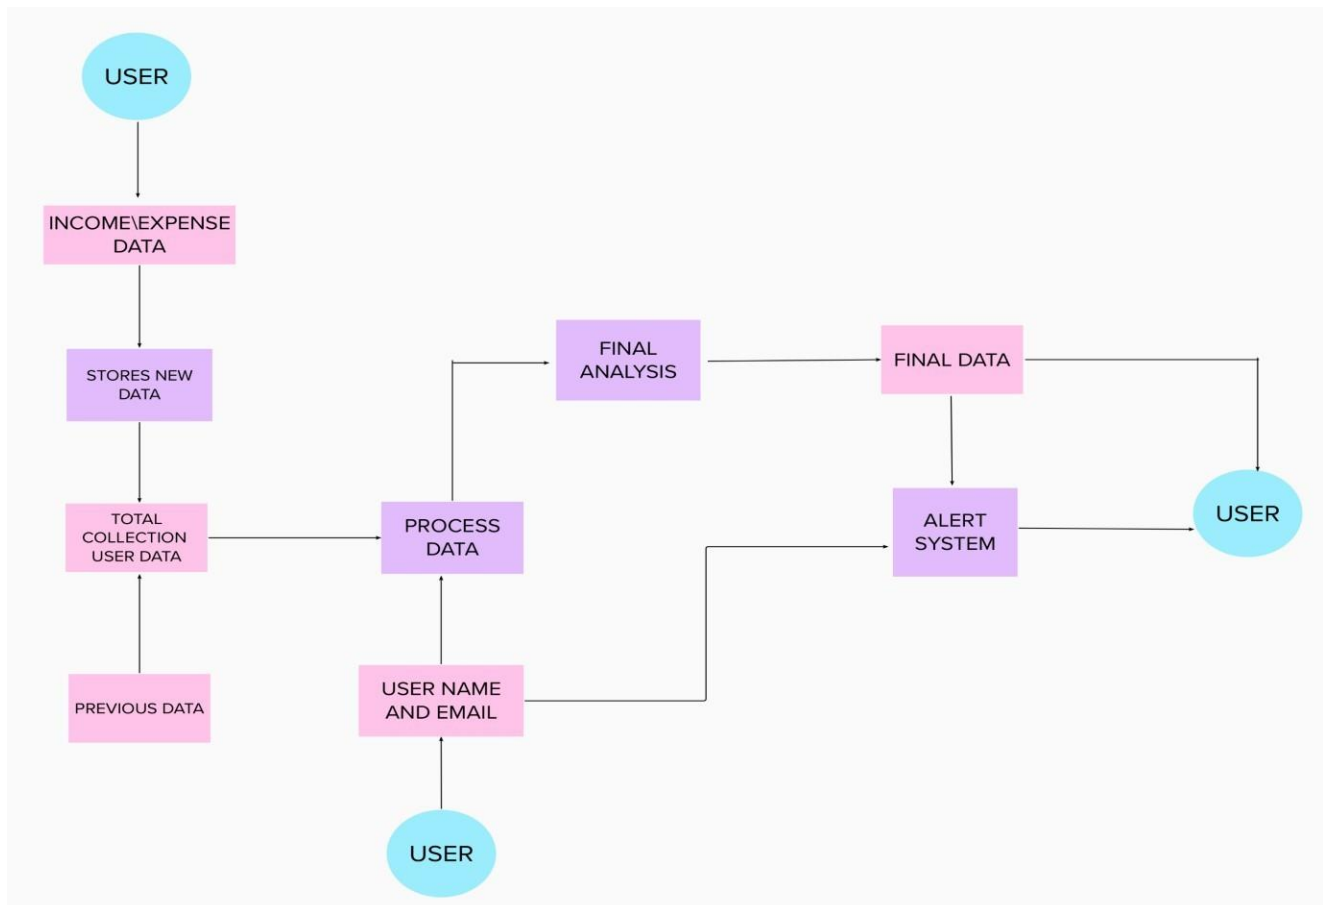 USER
INCOME\EXPENSE
DATA
STORES NEW
DATA
TOTAL
COLLECTION
USER DATA
PREVIOUS DATA
PROCESS
DATA
USER NAME
AND EMAIL
USER
FINAL
ANALYSIS
FINAL DATA
ALERT
SYSTEM
USER